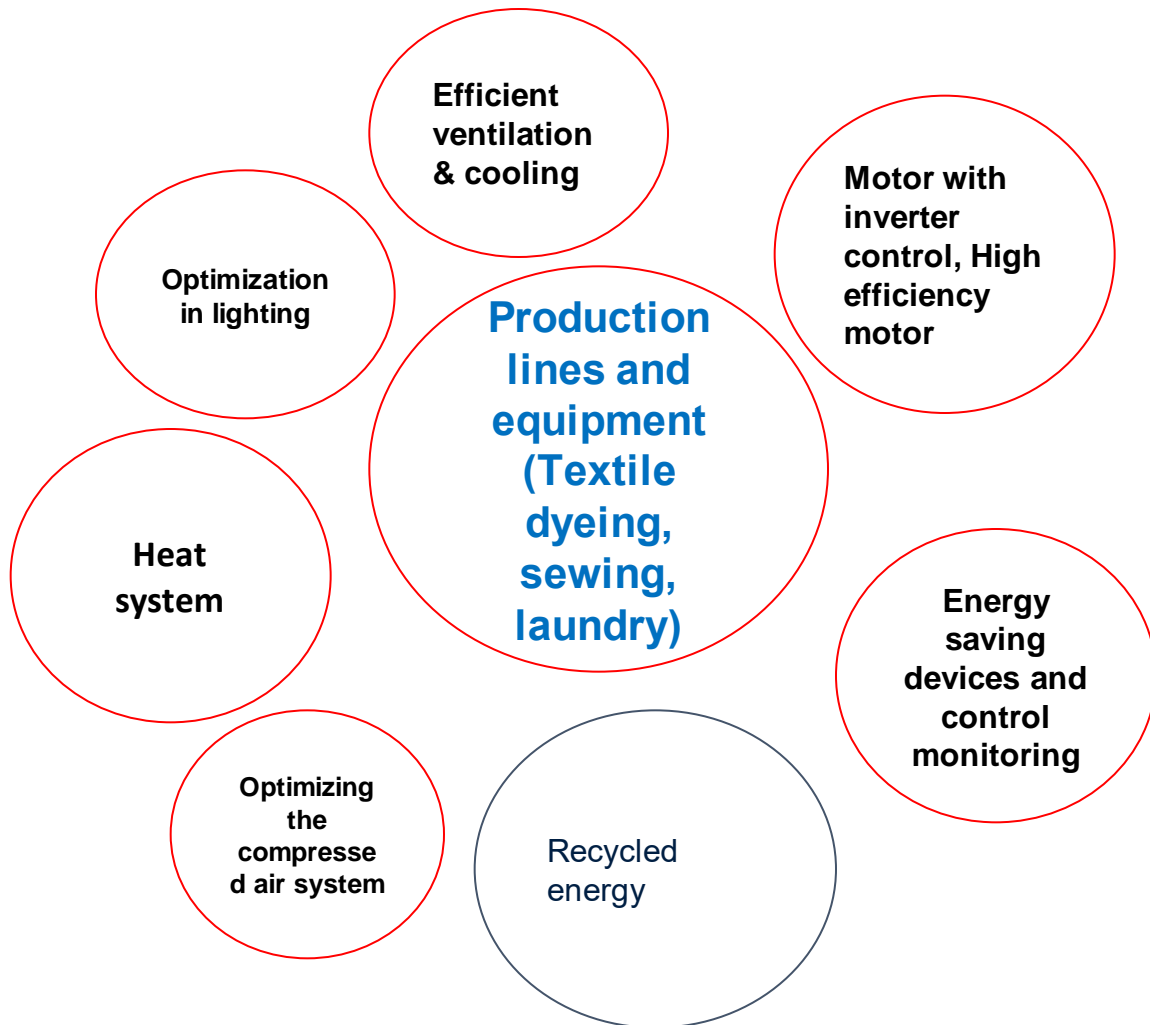 Efficient
ventilation
& cooling
Motor with
inverter
control, High
efficiency
motor
Optimization
in lighting
Production
lines and
equipment
(Textile
dyeing,
sewing,
laundry)
Heat
system
Energy
saving
devices and
control
monitoring
Optimizing
the
compresse
d air system
Recycled
energy